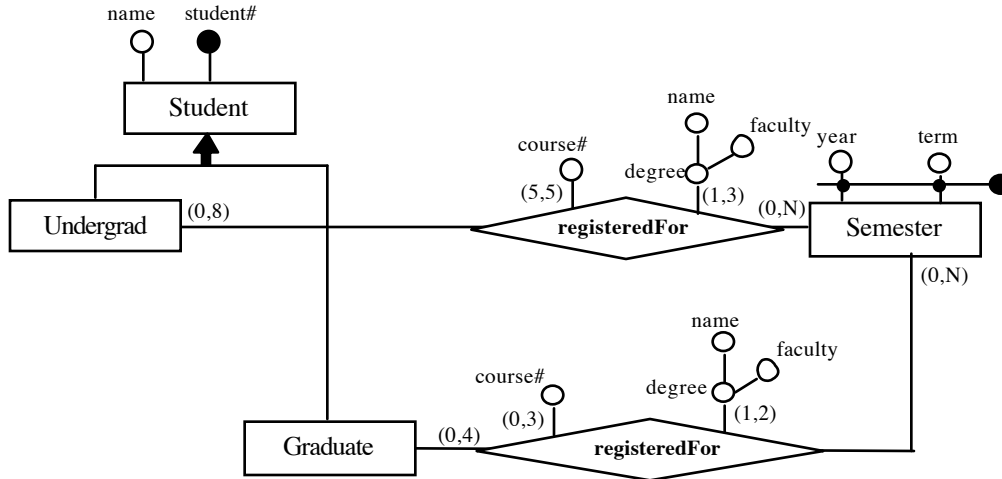 name
student#
Student
name
faculty
course#
degree
year
term
(5,5)
(1,3)
Undergrad
(0,8)
registeredFor
(0,N)
Semester
(0,N)
name
faculty
course#
degree
(0,3)
(1,2)
Graduate
(0,4)
registeredFor